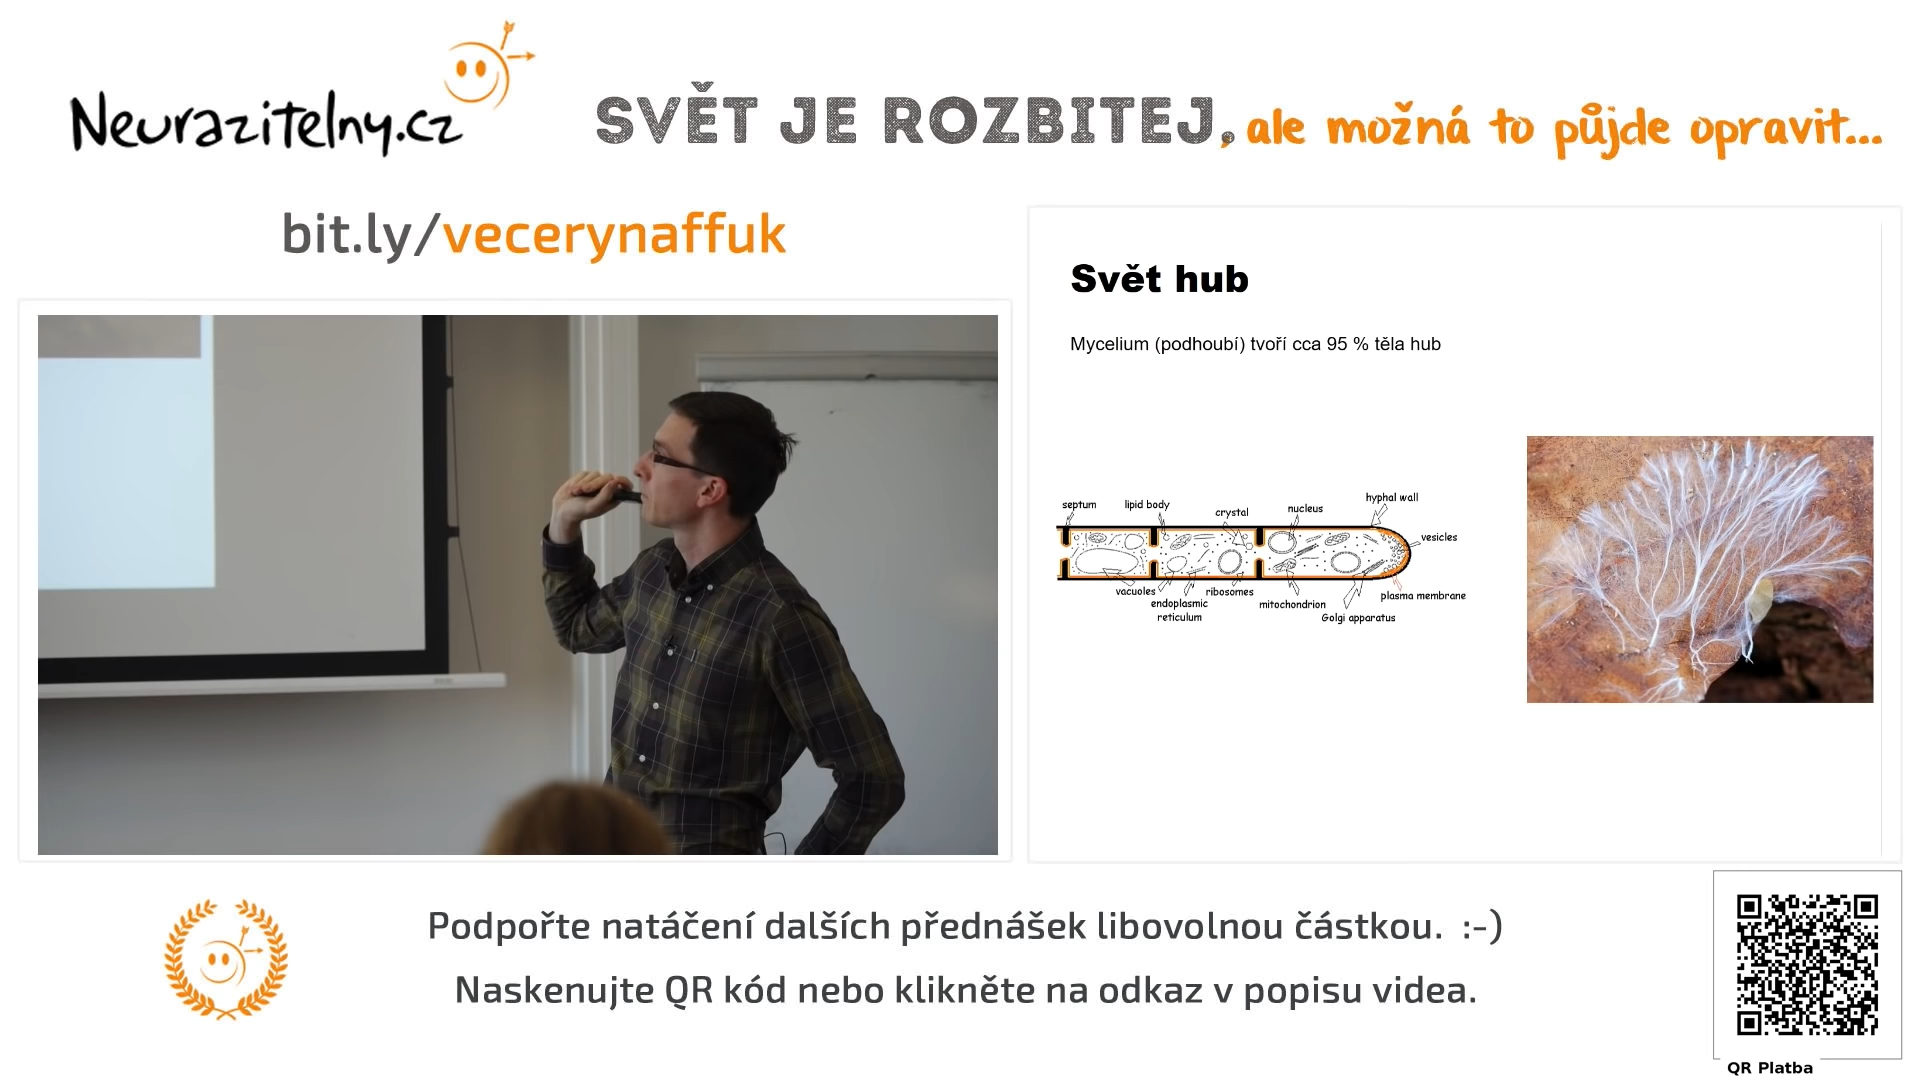 Neurazitelny.cz
SVĚT JE ROZBITEJ, ale možná to půjde opravit...
bit.ly/vecerynaffuk
Svět hub
Mycelium (podhoubí) tvoří cca 95 % těla hub
septum
lipid body
crystal
nucleus
hyphal wall
vesicles
vacuoles
endoplasmic
reticulum
ribosomes
mitochondrion
Golgi apparatus
plasma membrane
Podpořte natáčení dalších přednášek libovolnou částkou. :-)
Naskenujte QR kód nebo klikněte na odkaz v popisu videa.
QR Platba